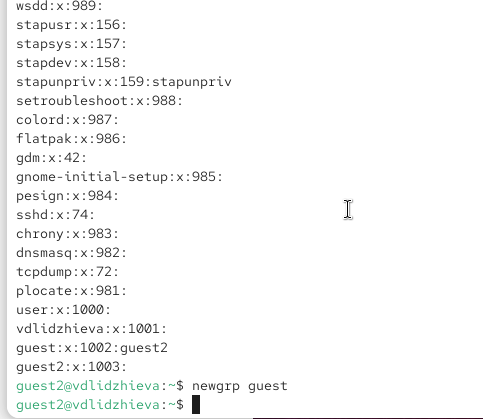 wsdd:x:989:
stapusr:x:156:
stapsys:x:157:
stapdev:x:158:
stapunpriv:x:159:stapunpriv
setroubleshoot:x:988:
colord:x:987:
flatpak:x:986:
gdm:x:42:
gnome-initial-setup:x:985:
pesign:x:984:
sshd:x:74:
chrony:x:983:
dnsmasq:x:982:
tcpdump:x:72:
plocate:x:981:
user:x:1000:
vdlidzhieva:x:1001:
guest:x:1002:guest2
guest2:x:1003:
guest2@vdlidzhieva:~$ newgrp guest
guest2@vdlidzhieva:~$